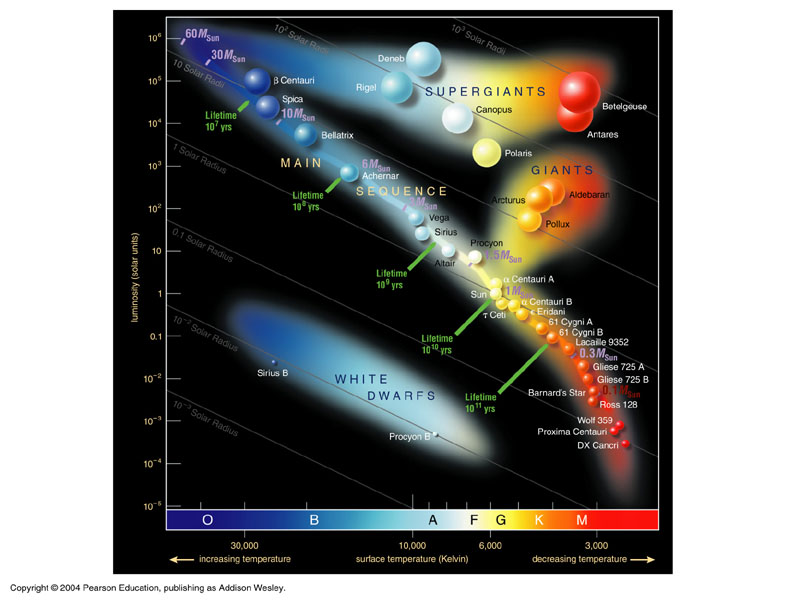 60MSun
30MSun
10² Solar Radii
10³ Solar Radii
10 Solar Radii
1 Solar Radius
0.1 Solar Radius
10⁻² Solar Radius
10⁻³ Solar Radius
luminosity (solar units)
10⁶
10⁵
10⁴
10³
10²
10
1
0.1
10⁻²
10⁻³
10⁻⁴
10⁻⁵
Deneb
Rigel
SUPERGIANTS
Canopus
Betelgeuse
Antares
Polaris
β Centauri
Spica
10MSun
Lifetime
10⁷ yrs
Bellatrix
MAIN
SEQUENCE
6MSun
Achernar
Lifetime
10⁸ yrs
GIANTS
Arcturus
Aldebaran
Pollux
Vega
Sirius
Altair
Procyon
1.5MSun
Lifetime
10⁹ yrs
α Centauri A
Sun
τ Ceti
α Centauri B
ε Eridani
Lifetime
10¹⁰ yrs
61 Cygni A
61 Cygni B
Lacaille 9352
0.3MSun
Gliese 725 A
Gliese 725 B
0.1MSun
Barnard's Star
Ross 128
Lifetime
10¹¹ yrs
Wolf 359
Proxima Centauri
DX Cancri
Sirius B
WHITE
DWARFS
Procyon B
O B A F G K M
30,000 10,000 6,000 3,000
increasing temperature surface temperature (Kelvin) decreasing temperature
Copyright © 2004 Pearson Education, publishing as Addison Wesley.